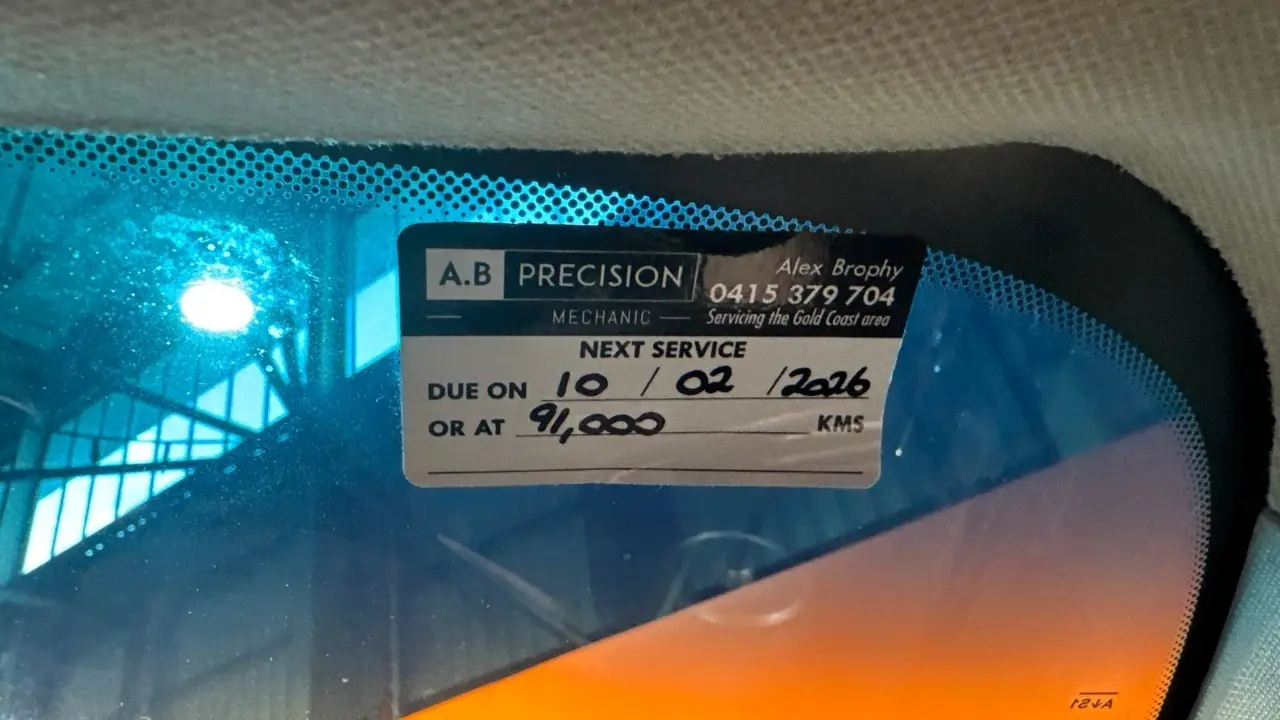 A.B PRECISION
MECHANIC
Alex Brophy
0415 379 704
Servicing the Gold Coast area
NEXT SERVICE
DUE ON 10 / 02 / 2026
OR AT 91,000 KMS
AS1